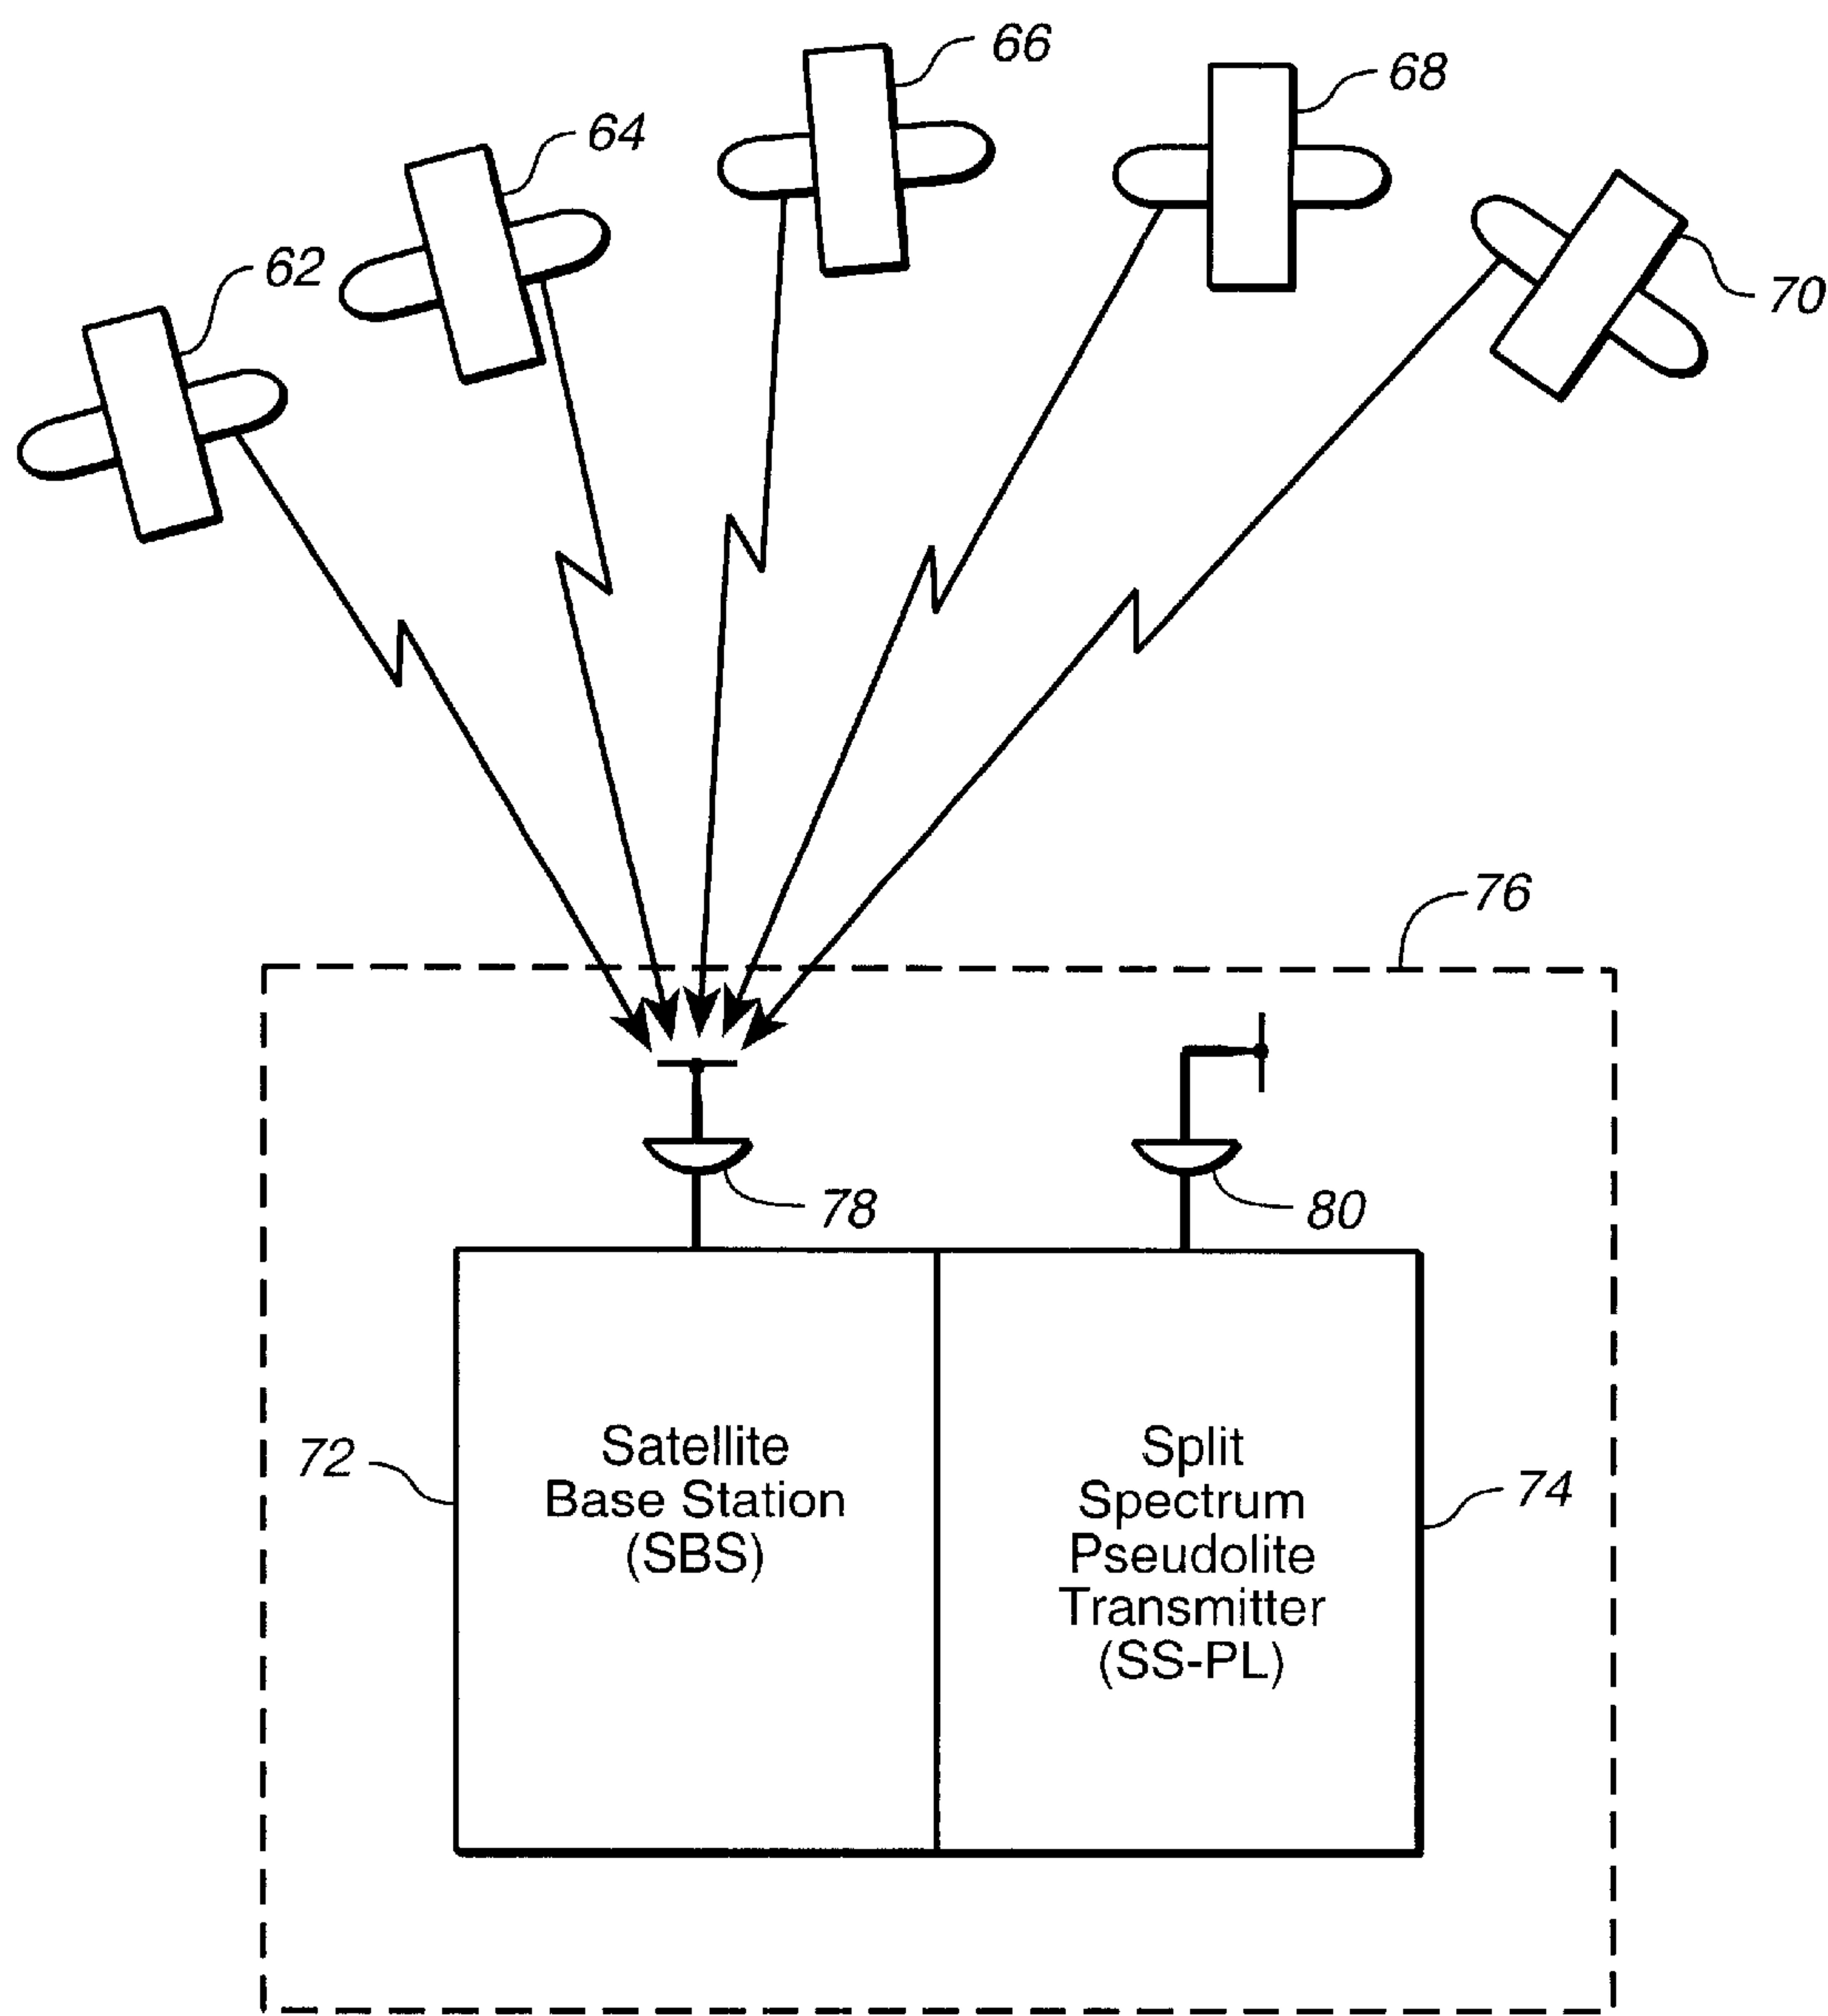 66
68
64
62
70
76
78
80
72
Satellite
Base Station
(SBS)
Split
Spectrum
Pseudolite
Transmitter
(SS-PL)
74